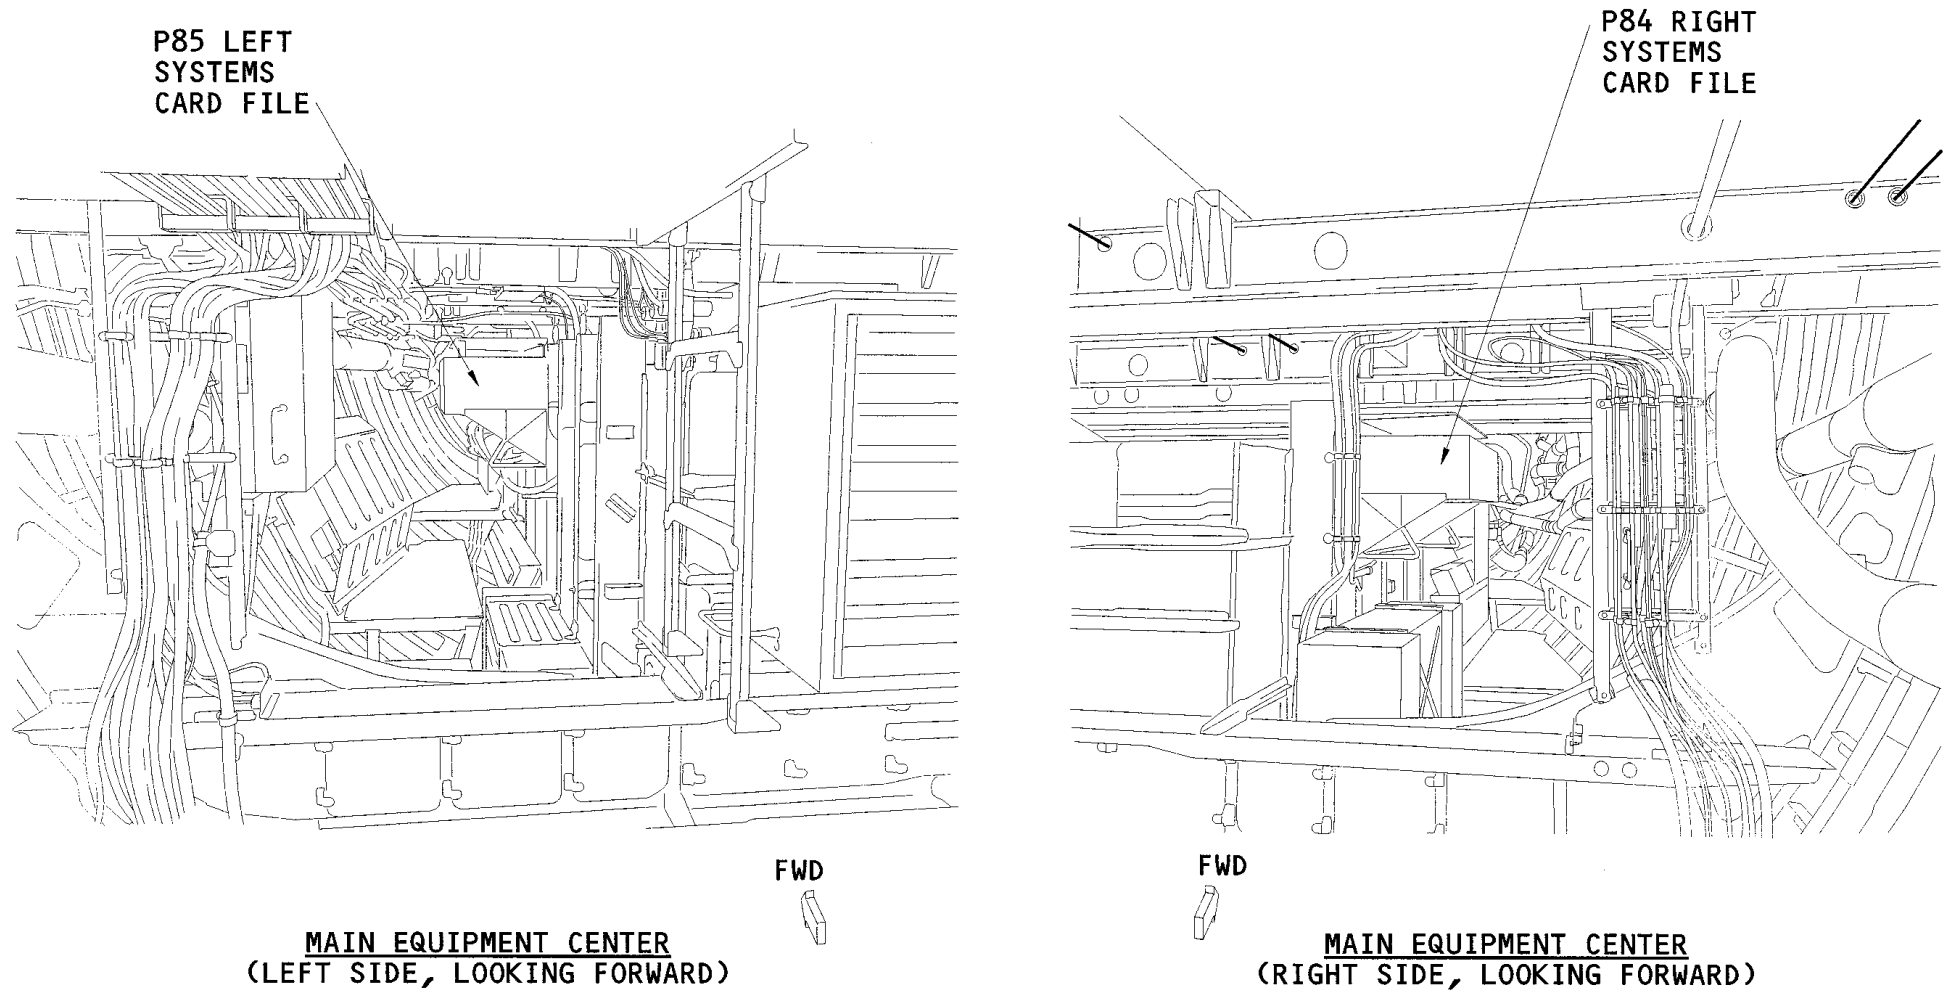 P85 LEFT
SYSTEMS
CARD FILE
FWD
MAIN EQUIPMENT CENTER
(LEFT SIDE, LOOKING FORWARD)
P84 RIGHT
SYSTEMS
CARD FILE
FWD
MAIN EQUIPMENT CENTER
(RIGHT SIDE, LOOKING FORWARD)